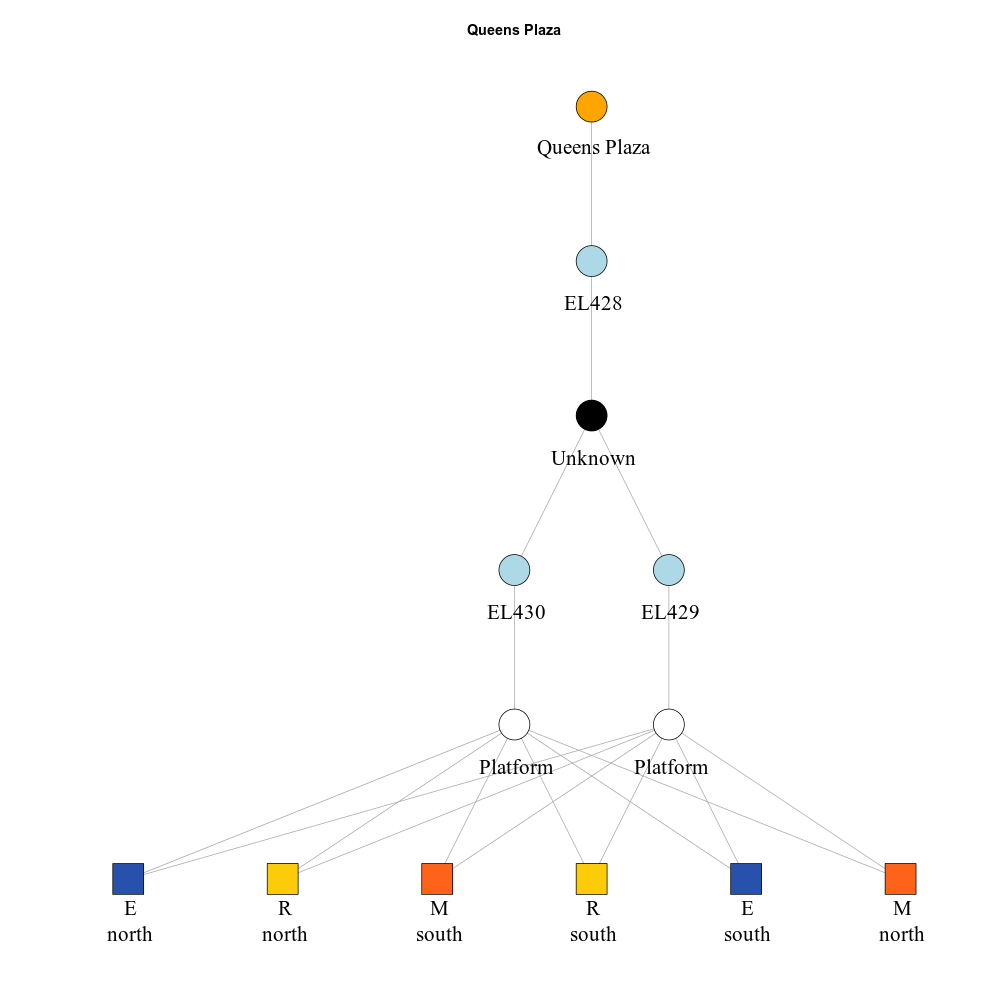 Queens Plaza
Queens Plaza
EL428
Unknown
EL430
EL429
Platform
Platform
E
north
R
north
M
south
R
south
E
south
M
north